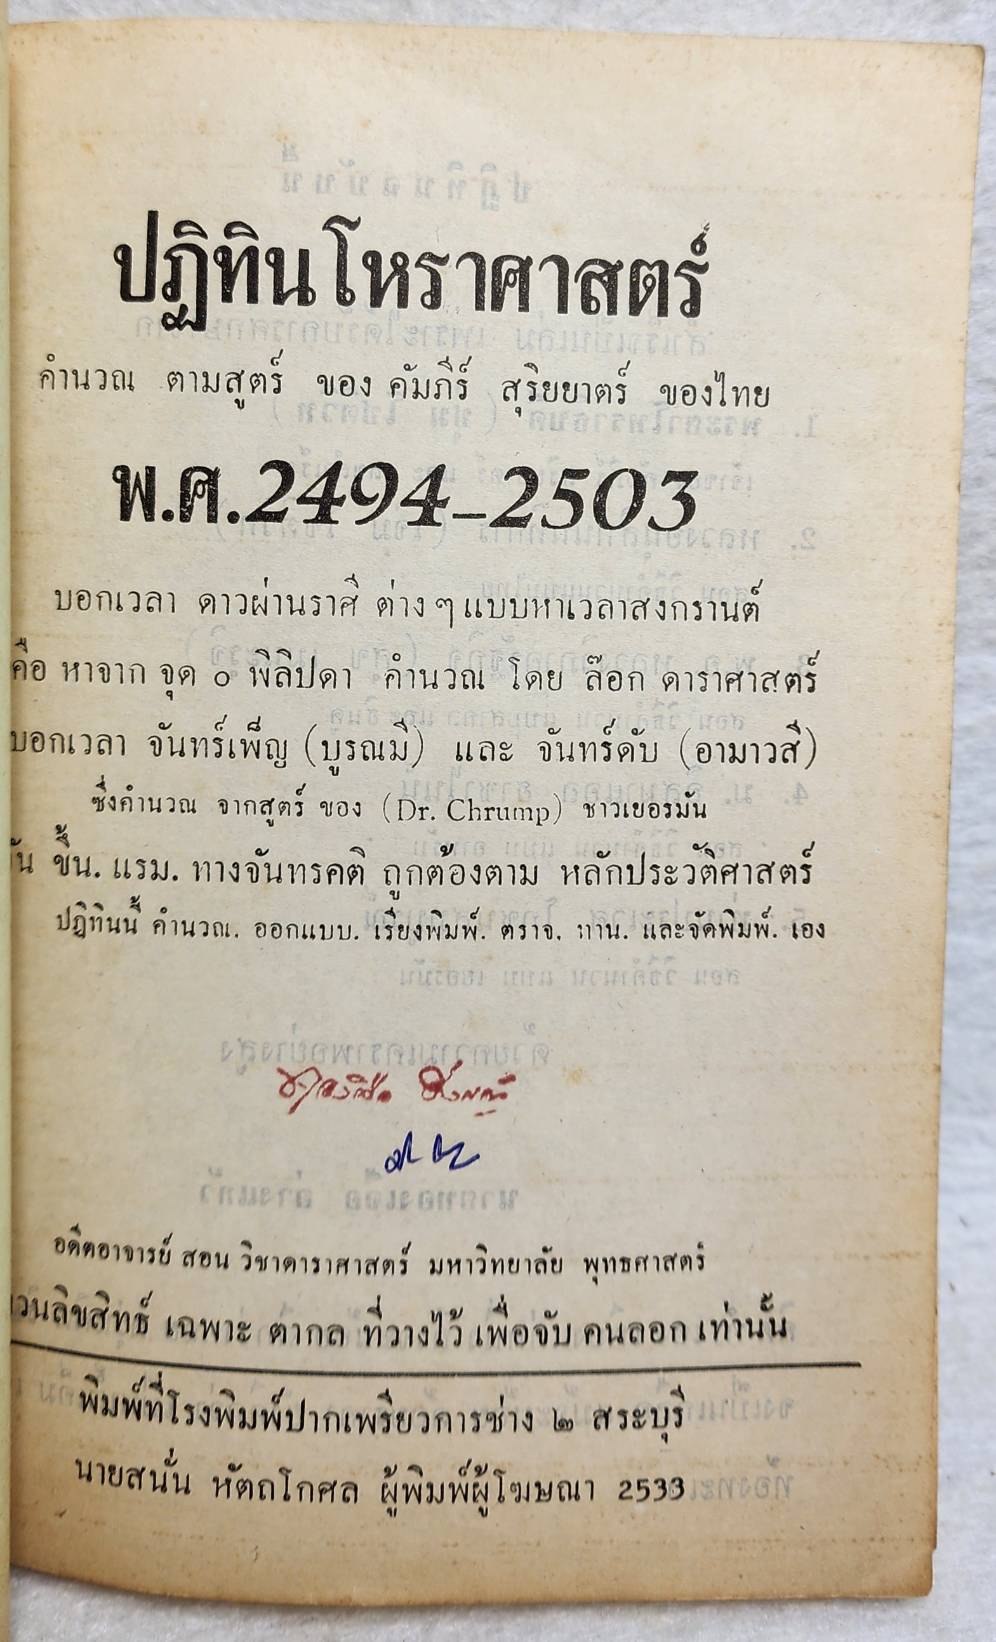 ปฏิทินโหราศาสตร์
คำนวณ ตามสูตร์ ของ คัมภีร์ สุริยยาตร์ ของไทย
พ.ศ.2494-2503
บอกเวลา ดาวผ่านราศี ต่าง ๆ แบบหาเวลาสงกรานต์
คือ หาจาก จุด ๐ พิลิปดา คำนวณ โดย ล๊อก ดาราศาสตร์
บอกเวลา จันทร์เพ็ญ (บูรณมี) และ จันทร์ดับ (อามาวสี)
ซึ่งคำนวณ จากสูตร์ ของ (Dr. Chrump) ชาวเยอรมัน
ขึ้น. แรม. ทางจันทรคติ ถูกต้องตาม หลักประวัติศาสตร์
ปฏิทินนี้ คำนวณ. ออกแบบ. เรียงพิมพ์. ตราจ. ทาน. และจัดพิมพ์. เอง
อดีตอาจารย์ สอน วิชาดาราศาสตร์ มหาวิทยาลัย พุทธศาสตร์
วนลิขสิทธ์ เฉพาะ ตากล ที่วางไว้ เพื่อจับ คนลอก เท่านั้น
พิมพ์ที่โรงพิมพ์ปากเพรียวการช่าง ๒ สระบุรี
นายสนั่น หัตถโกศล ผู้พิมพ์ผู้โฆษณา 2533